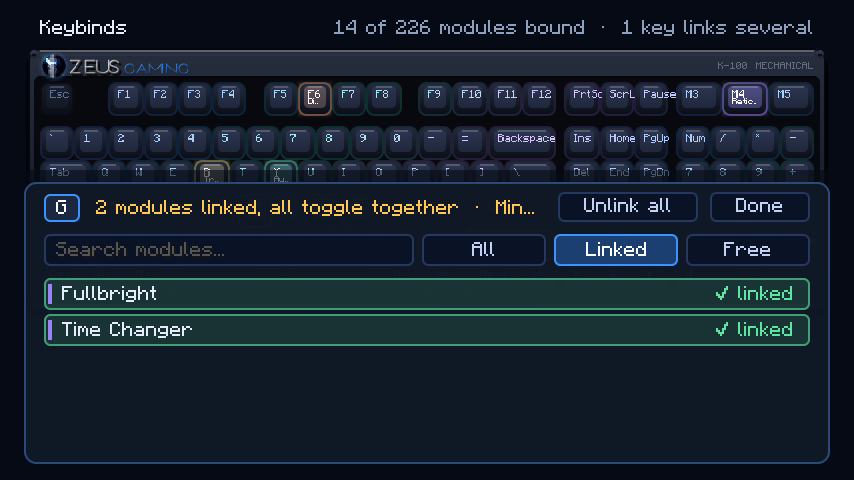 Keybinds
14 of 226 modules bound · 1 key links several
ZEUS GAMING
K-100 MECHANICAL
Esc F1 F2 F3 F4 F5 F6 F7 F8 F9 F10 F11 F12 PrtSc ScrL Pause M3 M4 M5
` 1 2 3 4 5 6 7 8 9 0 - = Backspace Ins Home PgUp Num / * -
Tab Q W E R T Y U I O P [ ] \ Del End PgDn 7 8 9 +
G 2 modules linked, all toggle together · Min... Unlink all Done
Search modules... All Linked Free
Fullbright ✓ linked
Time Changer ✓ linked